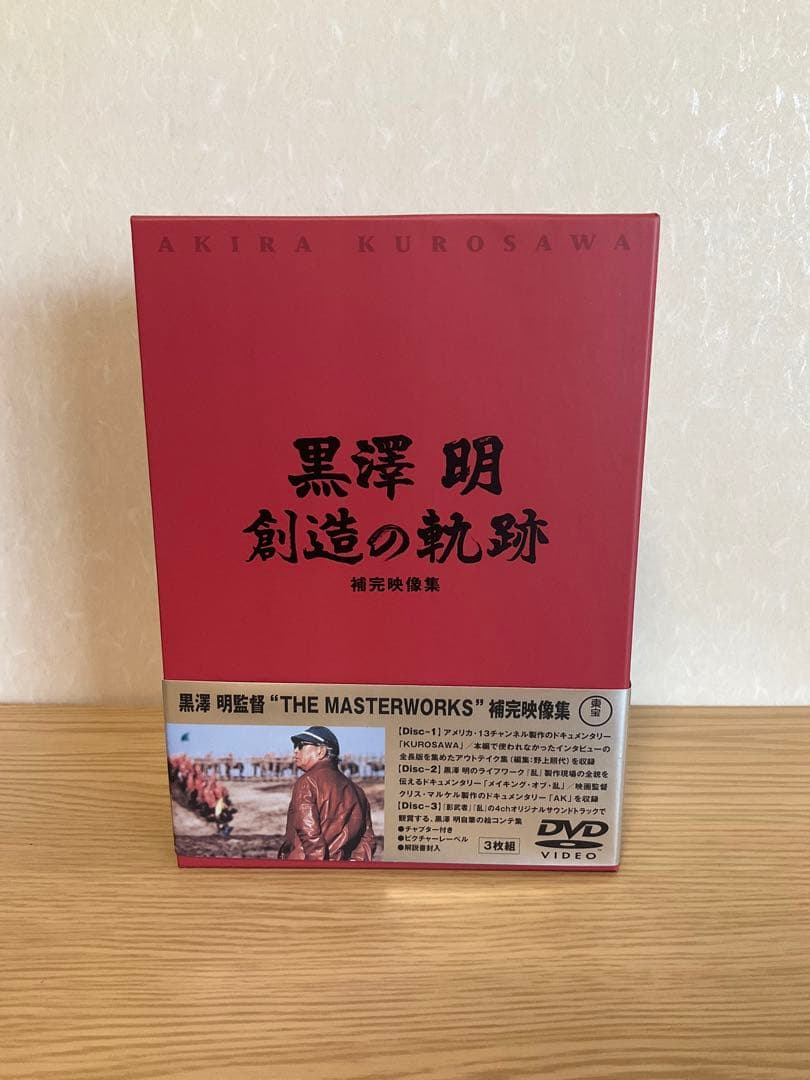 AKIRA KUROSAWA
黒澤 明
創造の軌跡
補完映像集
黒澤 明監督“THE MASTERWORKS”補完映像集
東宝
【Disc-1】アメリカ・13チャンネル製作のドキュメンタリー
「KUROSAWA」／本編で使われなかったインタビューの
全長版を集めたアウトテイク集（編集：野上照代）を収録
【Disc-2】黒澤 明のライフワーク『乱』製作現場の全貌を
伝えるドキュメンタリー「メイキング・オブ・乱」／映画監督
クリス・マルケル製作のドキュメンタリー「AK」を収録
【Disc-3】『影武者』『乱』の4chオリジナルサウンドトラックで
観賞する、黒澤 明自筆の絵コンテ集
●チャプター付き
●ピクチャーレーベル
●解説書封入
3枚組
DVD
VIDEO